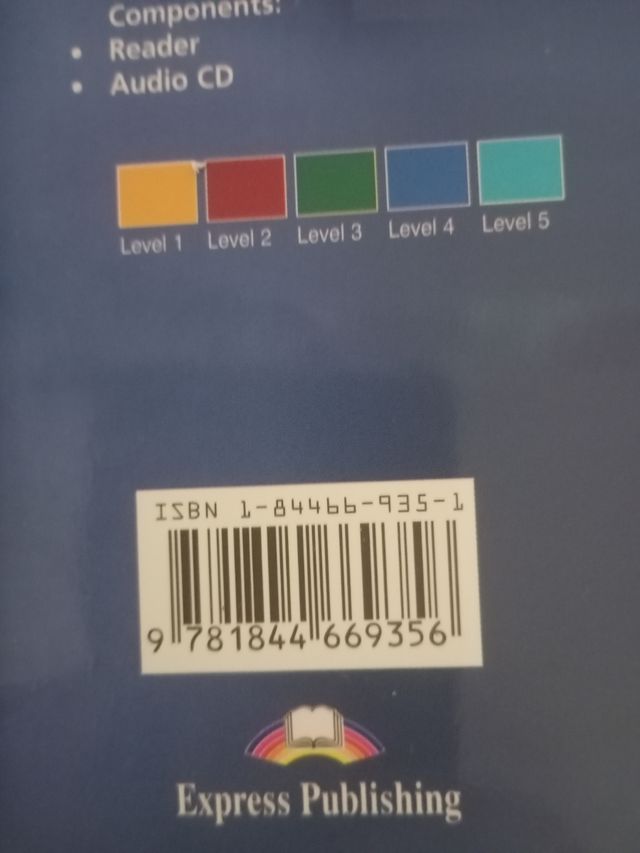 Components:
• Reader
• Audio CD
Level 1 Level 2 Level 3 Level 4 Level 5
ISBN 1-84466-935-1
9 781844 669356
Express Publishing